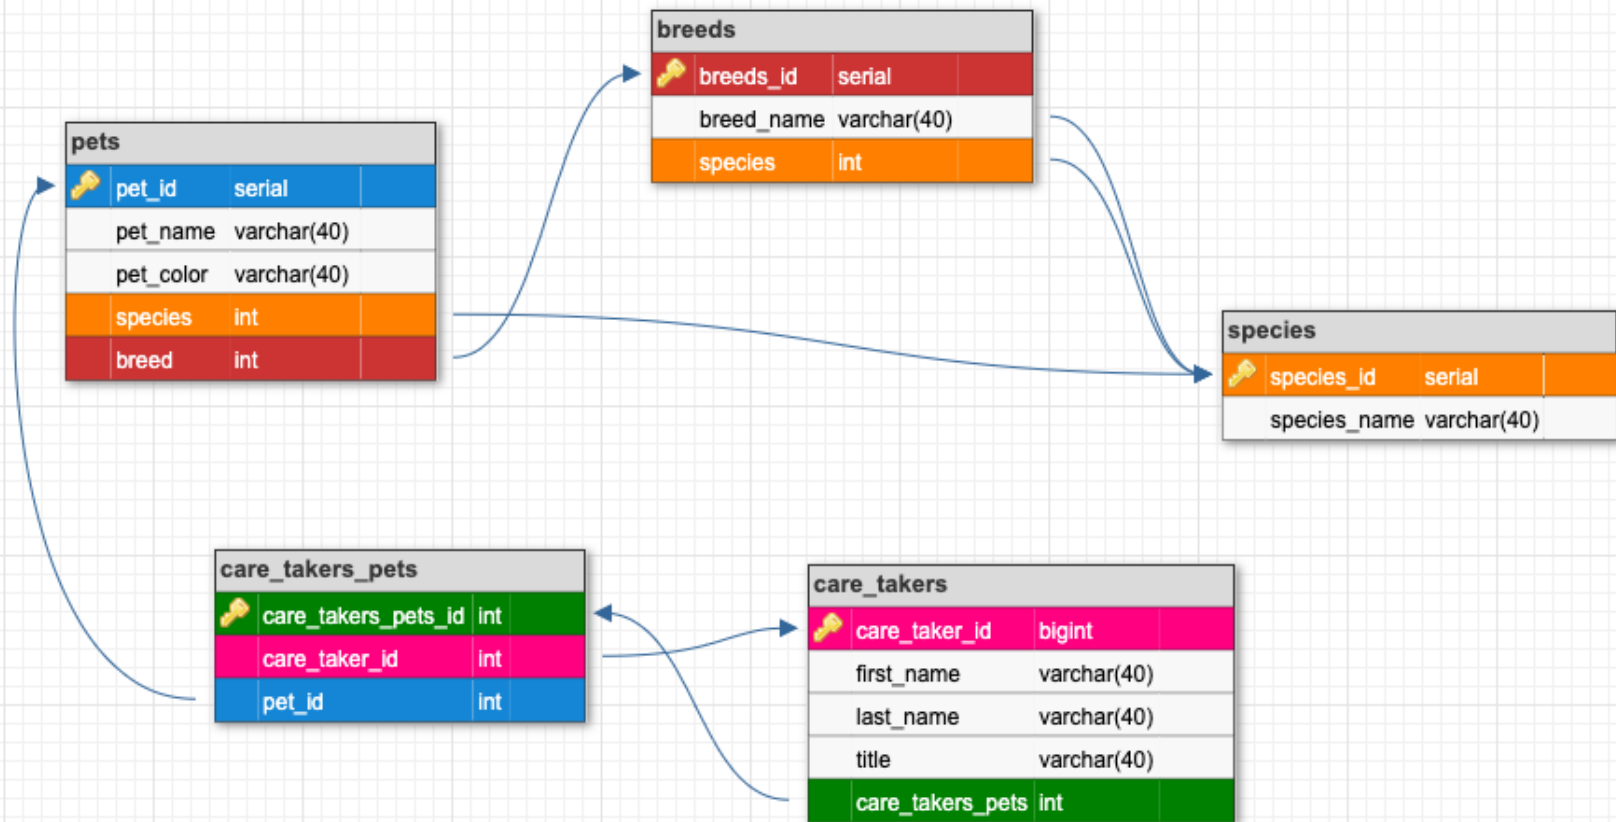 breeds
breeds_id serial
breed_name varchar(40)
species int
pets
pet_id serial
pet_name varchar(40)
pet_color varchar(40)
species int
breed int
species
species_id serial
species_name varchar(40)
care_takers_pets
care_takers_pets_id int
care_taker_id int
pet_id int
care_takers
care_taker_id bigint
first_name varchar(40)
last_name varchar(40)
title varchar(40)
care_takers_pets int